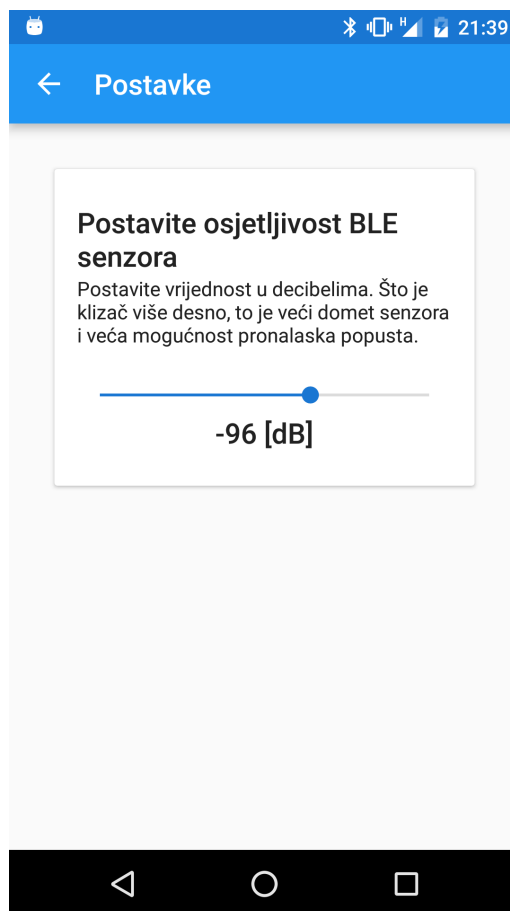 H 21:39
Postavke
Postavite osjetljivost BLE
senzora
Postavite vrijednost u decibelima. Što je
klizač više desno, to je veći domet senzora
i veća mogućnost pronalaska popusta.
-96 [dB]